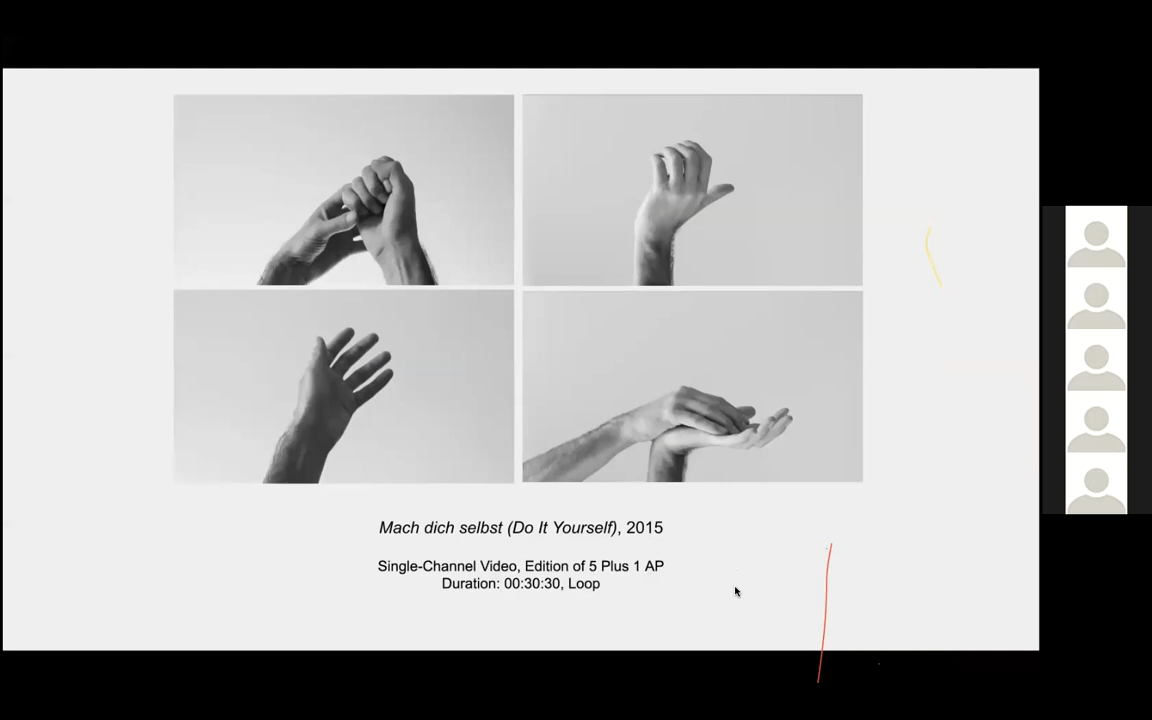 Mach dich selbst (Do It Yourself), 2015
Single-Channel Video, Edition of 5 Plus 1 AP
Duration: 00:30:30, Loop